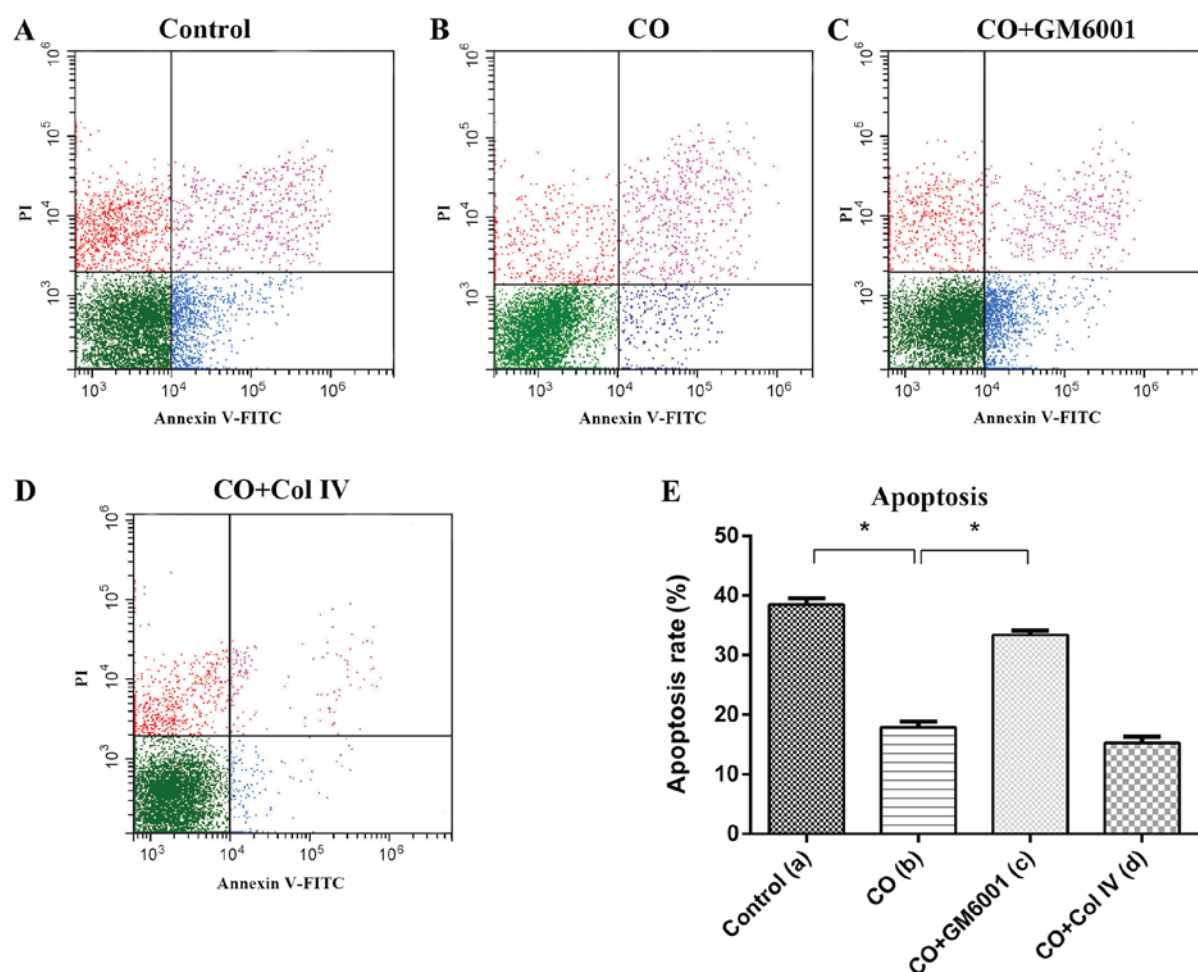 A
Control
PI
10⁶
10⁵
10⁴
10³
10³ 10⁴ 10⁵ 10⁶
Annexin V-FITC
B
CO
PI
10⁶
10⁵
10⁴
10³
10³ 10⁴ 10⁵ 10⁶
Annexin V-FITC
C
CO+GM6001
PI
10⁶
10⁵
10⁴
10³
10³ 10⁴ 10⁵ 10⁶
Annexin V-FITC
D
CO+Col IV
PI
10⁶
10⁵
10⁴
10³
10³ 10⁴ 10⁵ 10⁶
Annexin V-FITC
E
Apoptosis
Apoptosis rate (%)
50
40
30
20
10
0
* *
Control (a)
CO (b)
CO+GM6001 (c)
CO+Col IV (d)